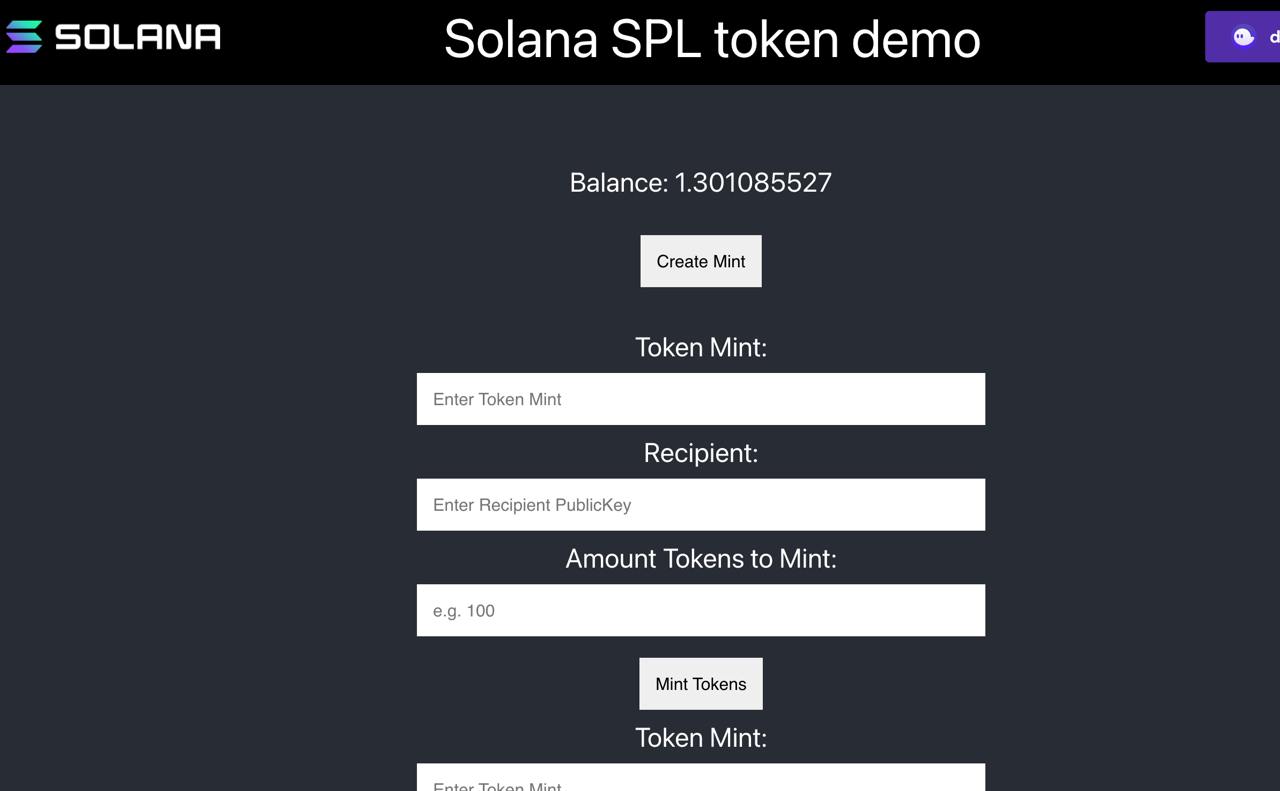 SOLANA
Solana SPL token demo
d
Balance: 1.301085527
Create Mint
Token Mint:
Enter Token Mint
Recipient:
Enter Recipient PublicKey
Amount Tokens to Mint:
e.g. 100
Mint Tokens
Token Mint:
Enter Token Mint